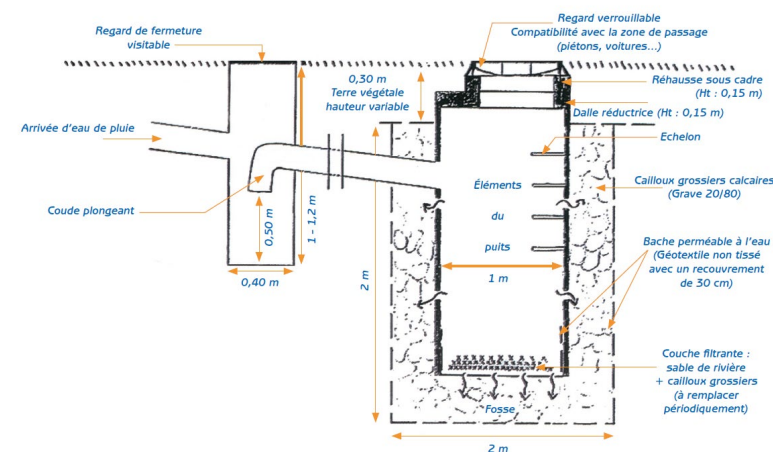 Regard de fermeture
visitable
Regard verrouillable
Compatibilité avec la zone de passage
(piétons, voitures...)
0,30 m
Terre végétale
hauteur variable
Réhausse sous cadre
(Ht : 0,15 m)
Dalle réductrice (Ht : 0,15 m)
Arrivée d'eau de pluie
Echelon
Coude plongeant
Éléments
du
puits
Cailloux grossiers calcaires
(Grave 20/80)
0,50 m
1 - 1,2 m
0,40 m
2 m
1 m
Bache perméable à l'eau
(Géotextile non tissé
avec un recouvrement
de 30 cm)
Couche filtrante :
sable de rivière
+ cailloux grossiers
(à remplacer
périodiquement)
Fosse
2 m